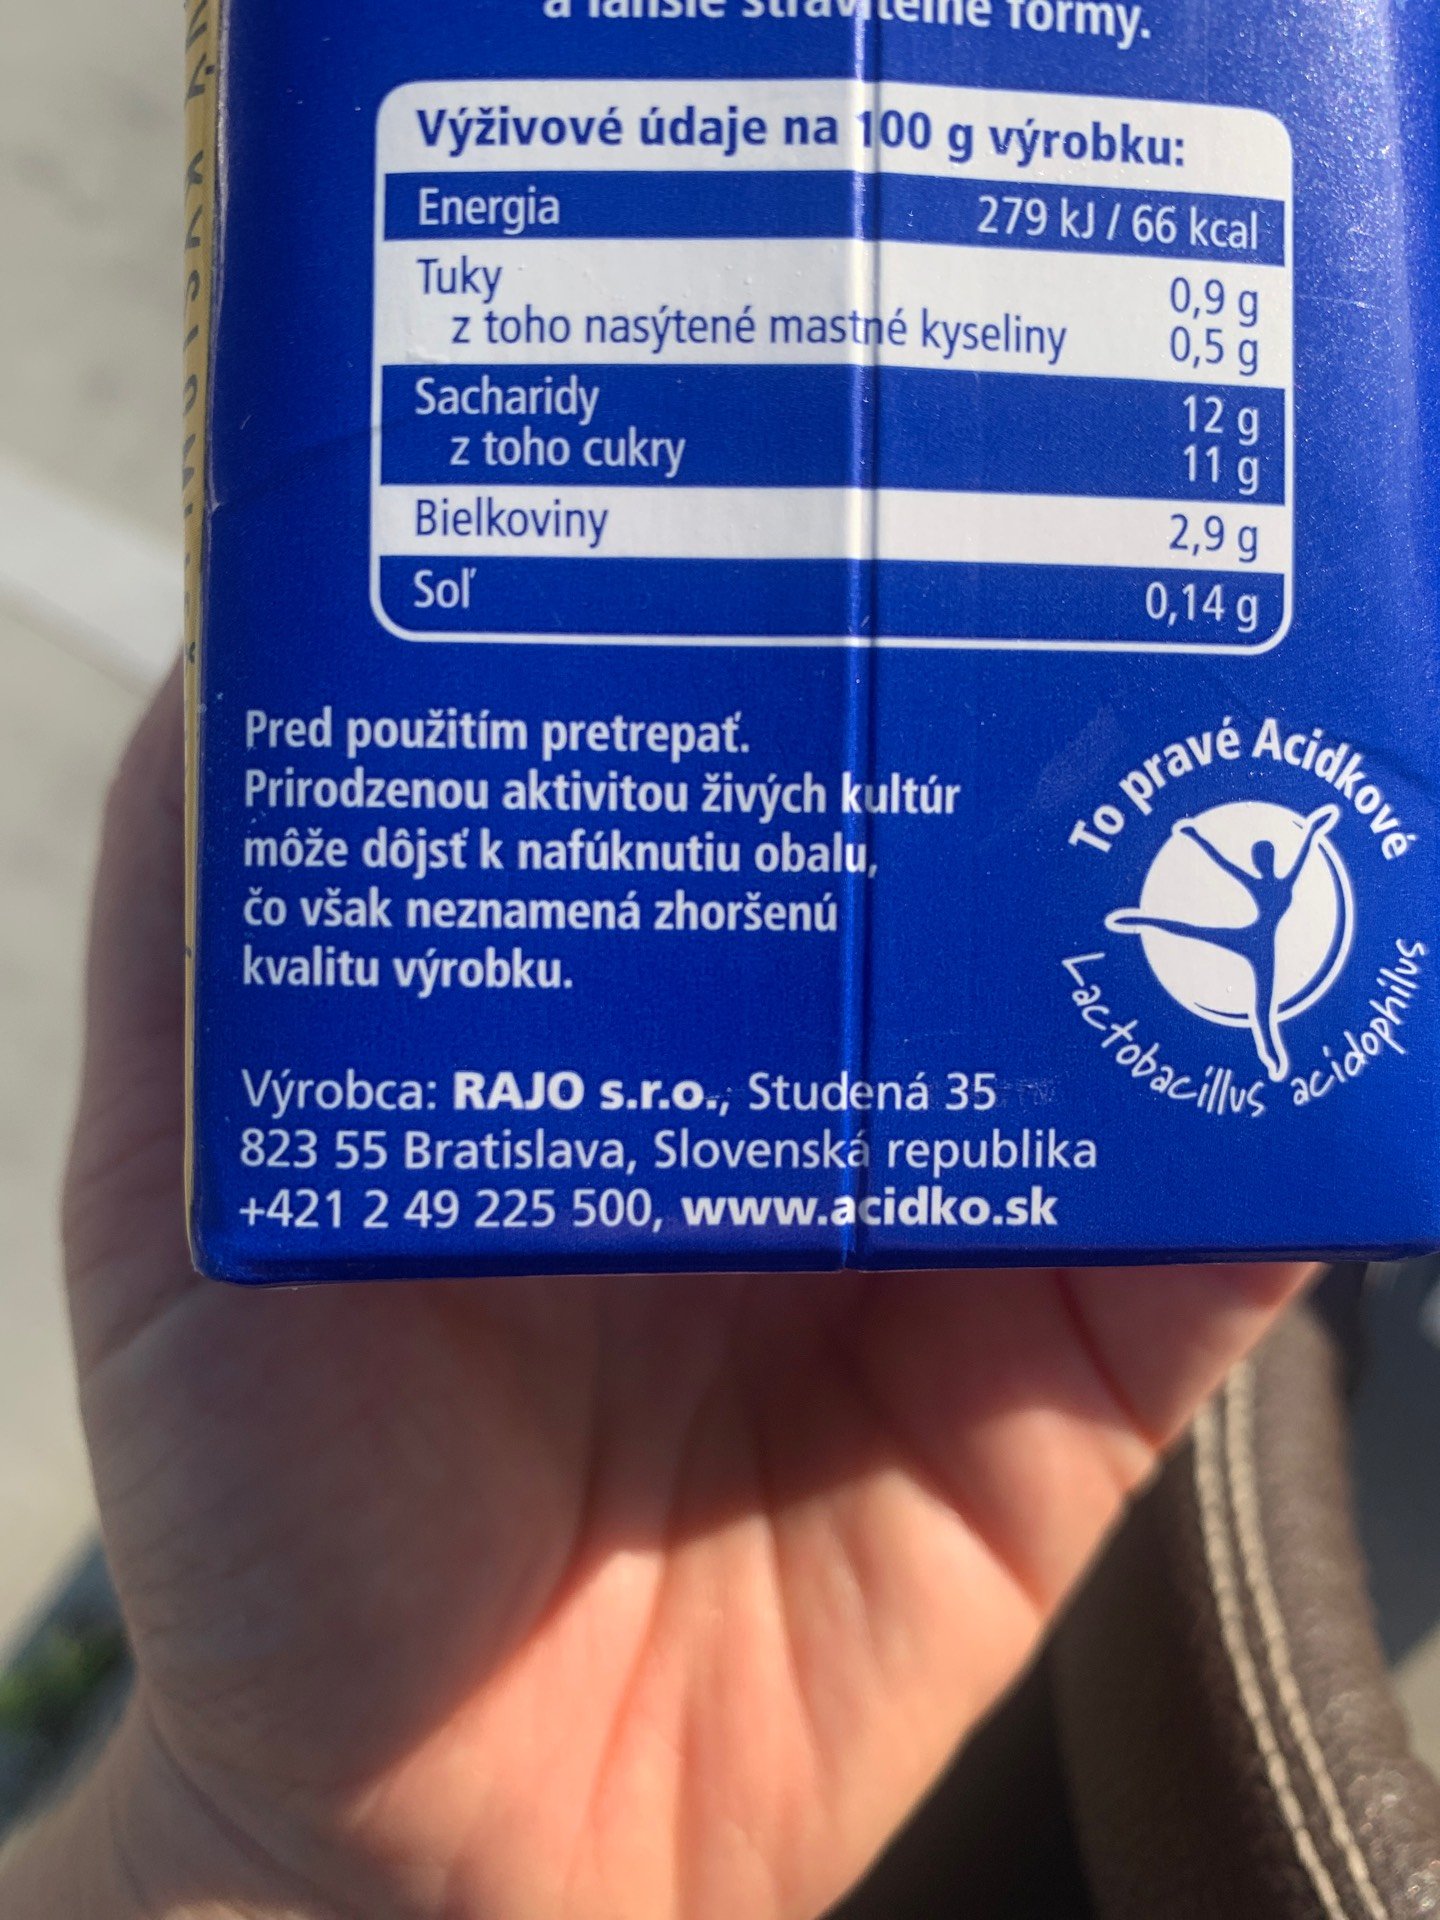 formy.
Výživové údaje na 100 g výrobku:
Energia 279 kJ / 66 kcal
Tuky 0,9 g
z toho nasýtené mastné kyseliny 0,5 g
Sacharidy 12 g
z toho cukry 11 g
Bielkoviny 2,9 g
Soľ 0,14 g
Pred použitím pretrepať.
Prirodzenou aktivitou živých kultúr
môže dôjsť k nafúknutiu obalu,
čo však neznamená zhoršenú
kvalitu výrobku.
To pravé Acidkové
Lactobacillus acidophilus
Výrobca: RAJO s.r.o., Studená 35
823 55 Bratislava, Slovenská republika
+421 2 49 225 500, www.acidko.sk